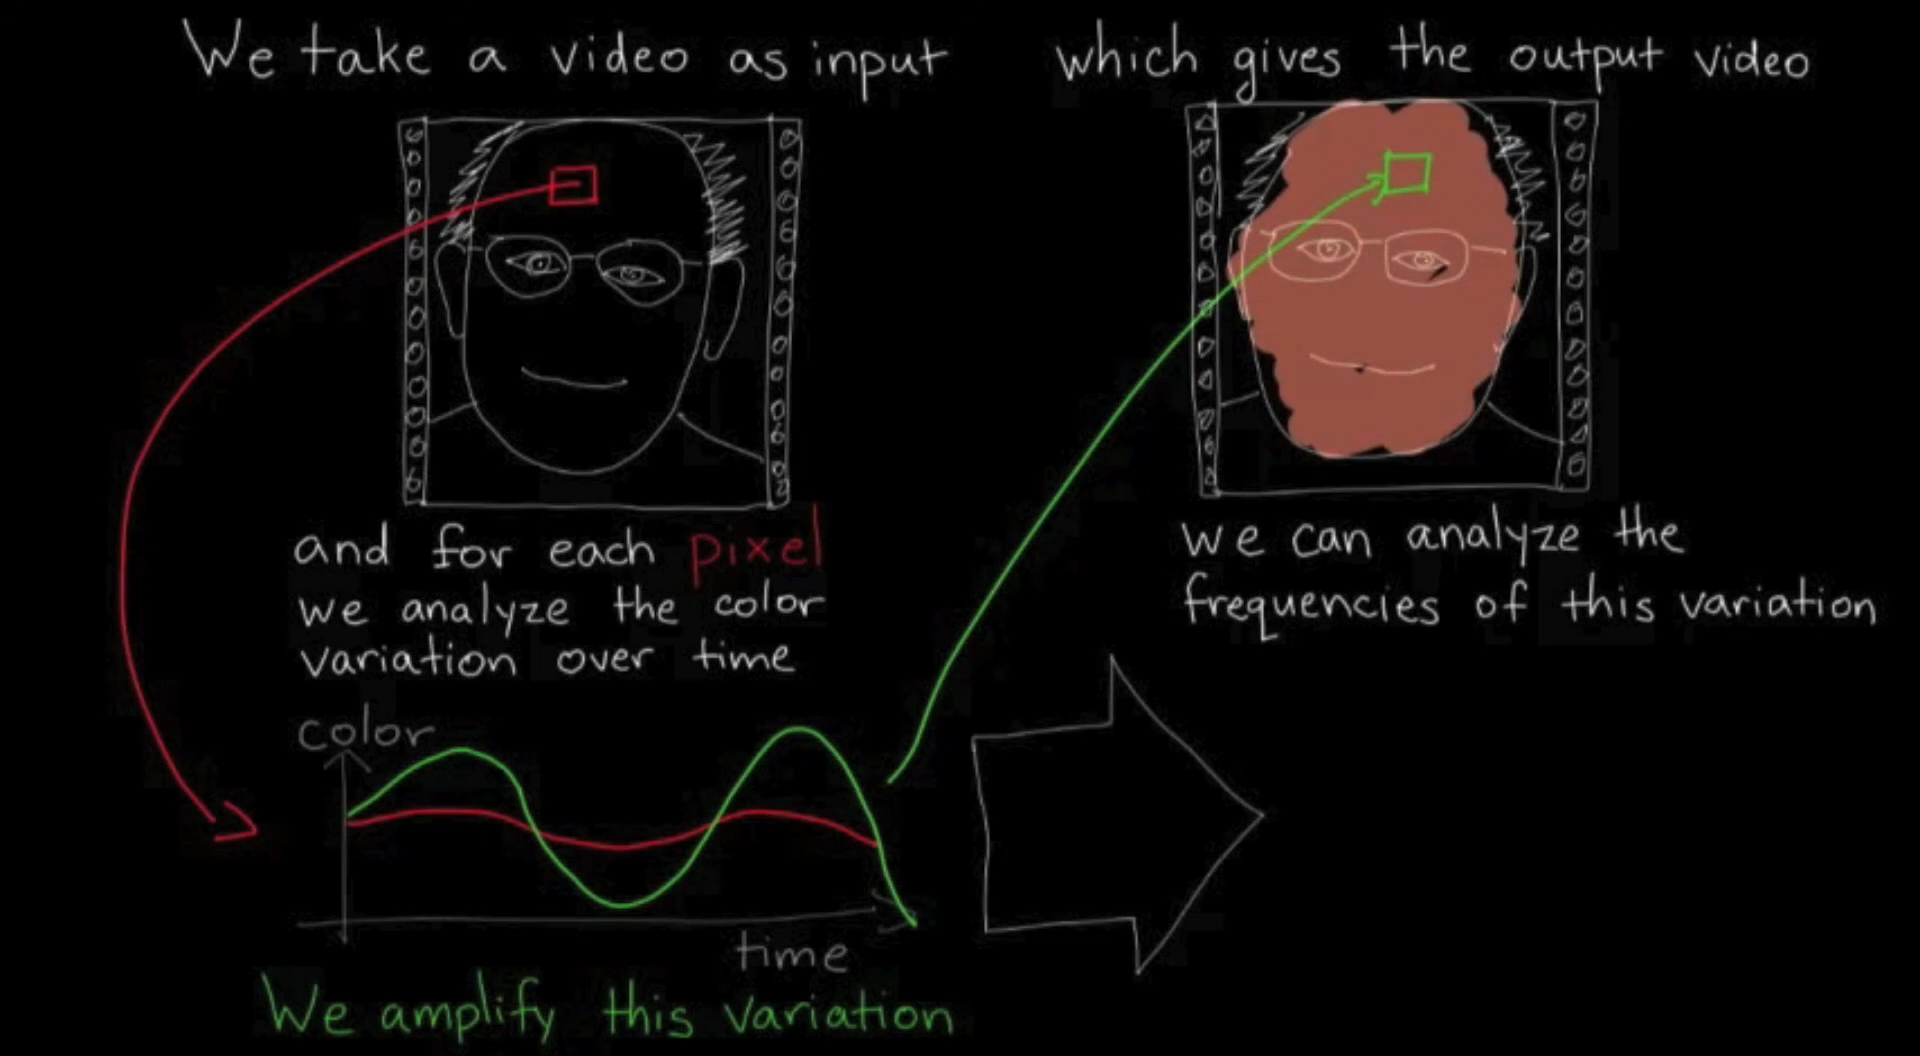 We take a video as input
and for each pixel
we analyze the color
variation over time
color
time
We amplify this variation
which gives the output video
we can analyze the
frequencies of this variation